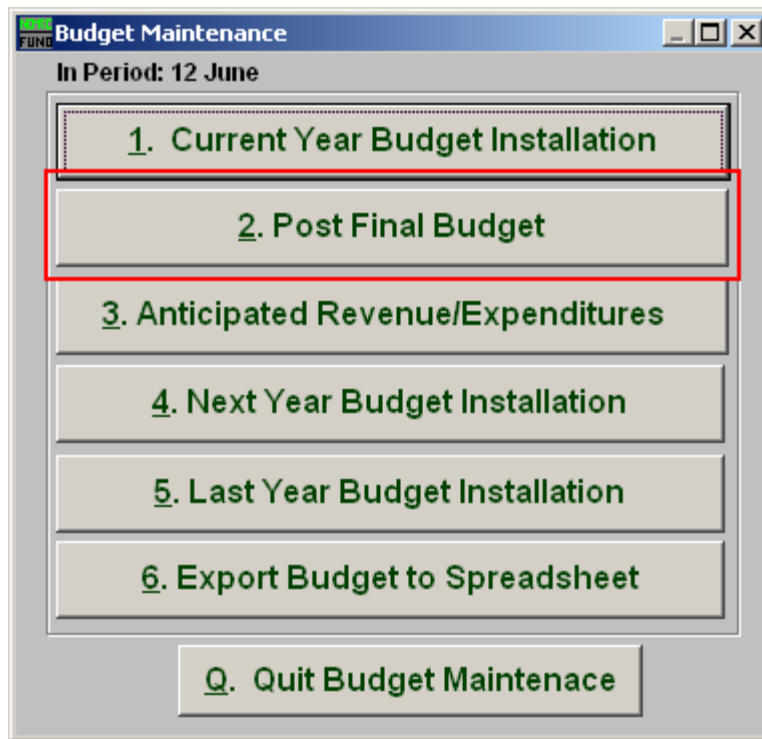 FUND Budget Maintenance
In Period: 12 June
1. Current Year Budget Installation
2. Post Final Budget
3. Anticipated Revenue/Expenditures
4. Next Year Budget Installation
5. Last Year Budget Installation
6. Export Budget to Spreadsheet
Q. Quit Budget Maintenace